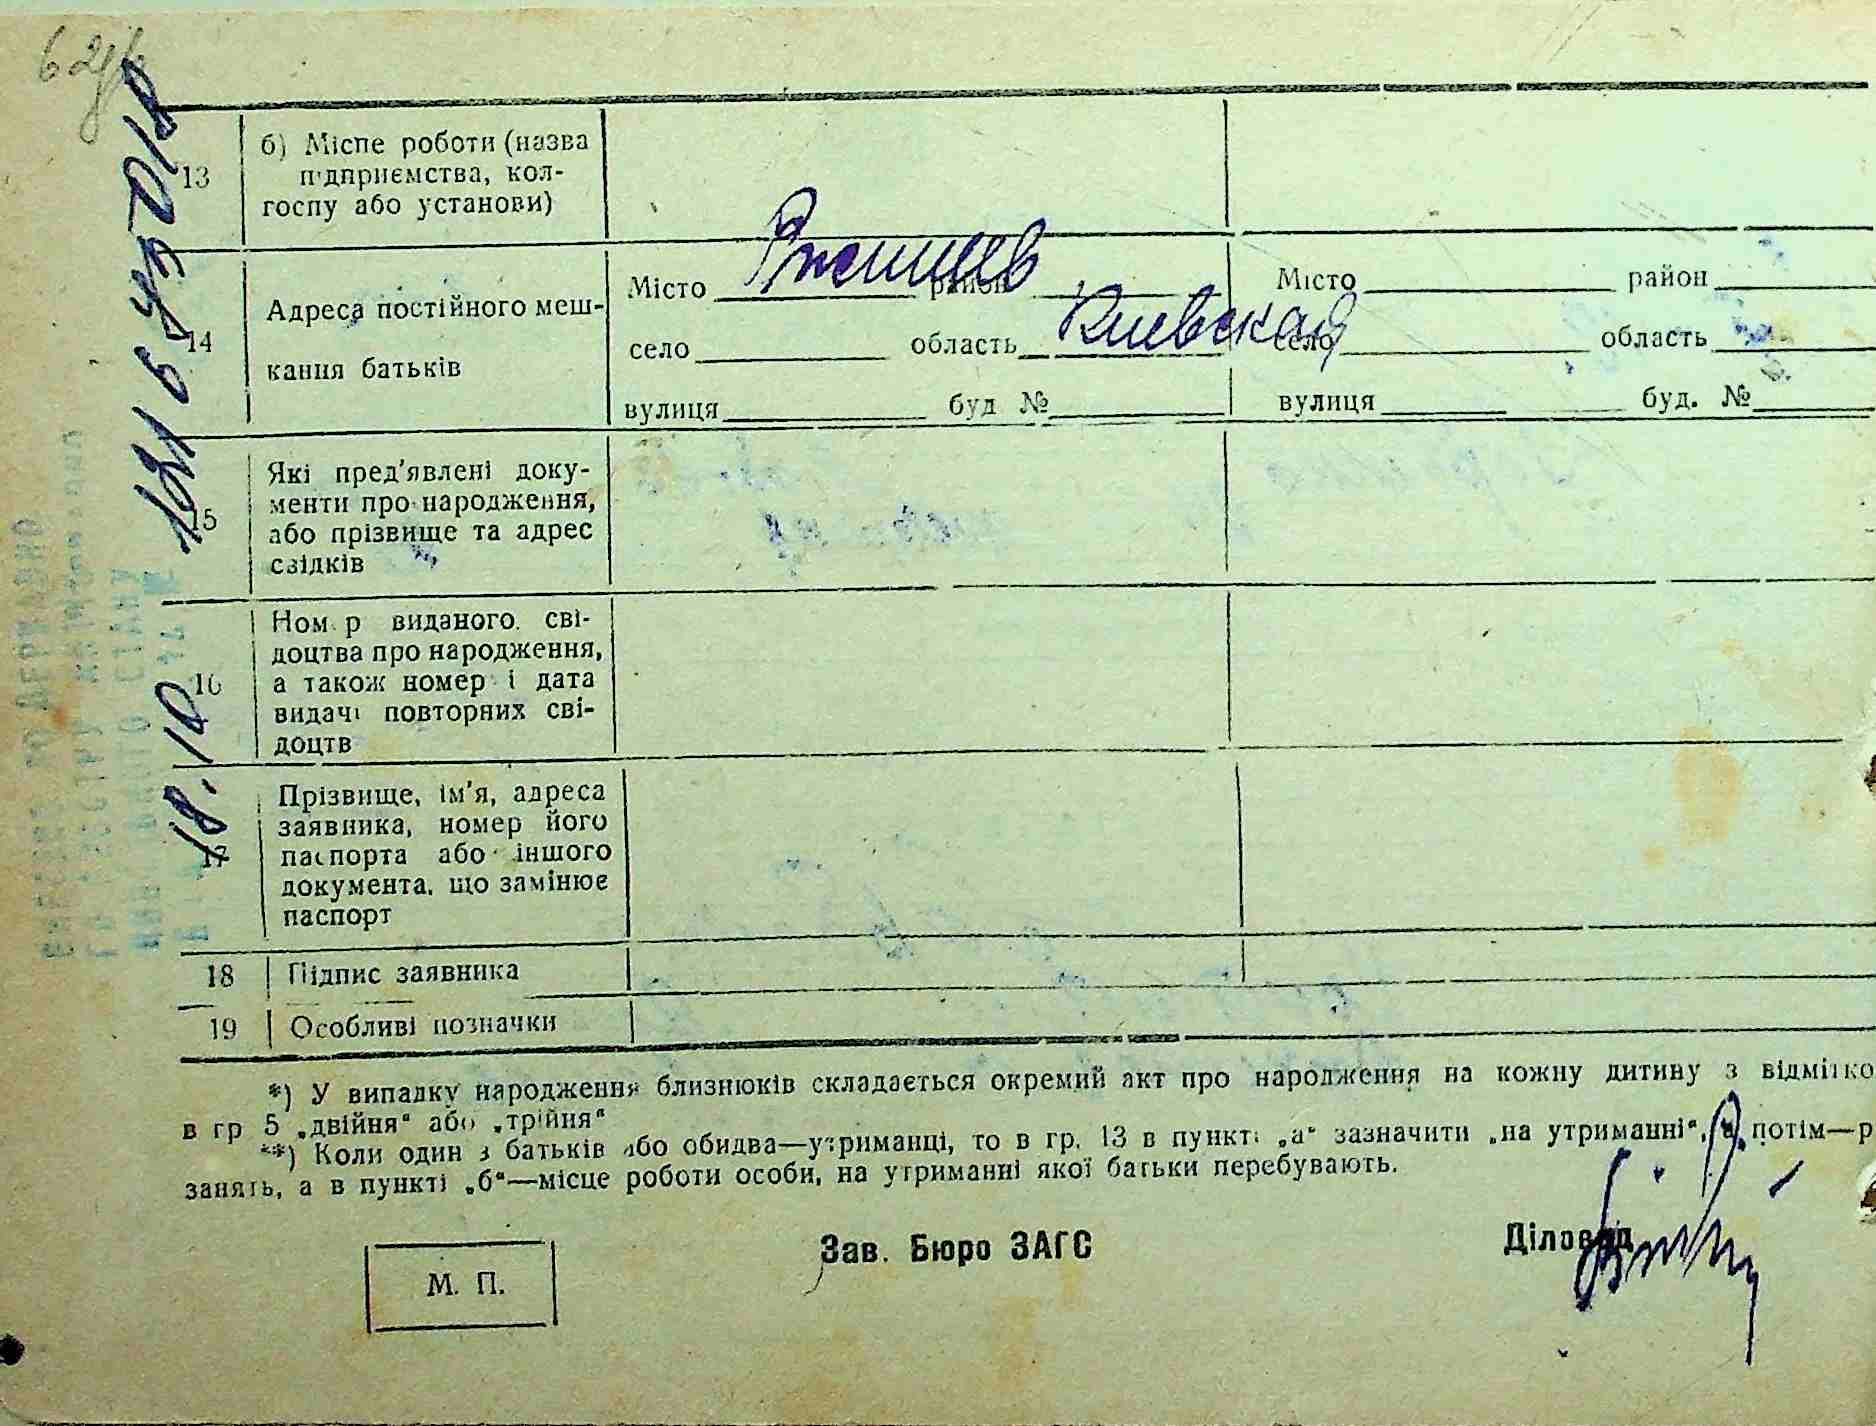 13 б) Місце роботи (назва
підприємства, кол-
госпу або установи)
Ржищев
14 Адреса постійного меш-
кання батьків
Місто район
село область Киевская
вулиця буд №
Місто район
село область
вулиця буд. №
15 Які пред'явлені доку-
менти про народження,
або прізвище та адрес
свідків
16 Номер виданого сві-
доцтва про народження,
а також номер і дата
видачі повторних сві-
доцтв
17 Прізвище, ім'я, адреса
заявника, номер його
паспорта або іншого
документа, що замінює
паспорт
18 Підпис заявника
19 Особливі позначки
18.10
*) У випадку народження близнюків складається окремий акт про народження на кожну дитину з відмітко
в гр 5 „двійня" або „трійня"
**) Коли один з батьків або обидва—утриманці, то в гр. 13 в пункті „а" зазначити „на утриманні", а потім—р
занять, а в пункті „б"—місце роботи особи, на утриманні якої батьки перебувають.
Зав. Бюро ЗАГС
Діловод
М. П.